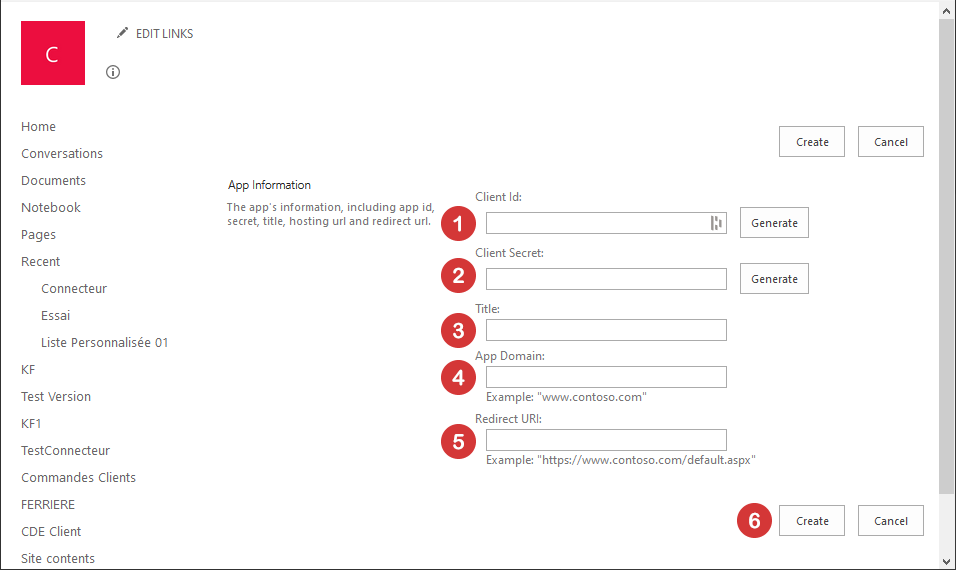 C
EDIT LINKS
Home
Conversations
Documents
Notebook
Pages
Recent
Connecteur
Essai
Liste Personnalisée 01
KF
Test Version
KF1
TestConnecteur
Commandes Clients
FERRIERE
CDE Client
Site contents
Create Cancel
App Information
The app's information, including app id,
secret, title, hosting url and redirect url.
Client Id:
1 Generate
Client Secret:
2 Generate
Title:
3
App Domain:
4
Example: "www.contoso.com"
Redirect URI:
5
Example: "https://www.contoso.com/default.aspx"
6 Create Cancel